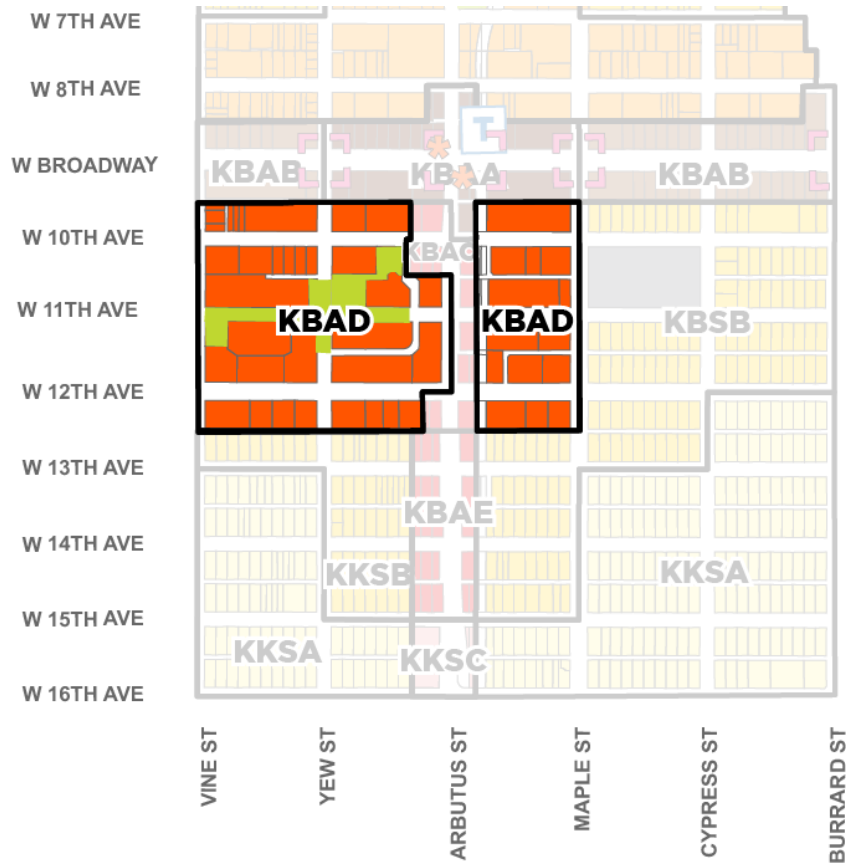 W 7TH AVE
W 8TH AVE
T
W BROADWAY
KBAB
KBAA
KBAB
W 10TH AVE
KBAC
W 11TH AVE
KBAD
KBAD
KBSB
W 12TH AVE
W 13TH AVE
KBAE
W 14TH AVE
KKSB
KKSA
W 15TH AVE
KKSA
KKSC
W 16TH AVE
VINE ST
YEW ST
ARBUTUS ST
MAPLE ST
CYPRESS ST
BURRARD ST